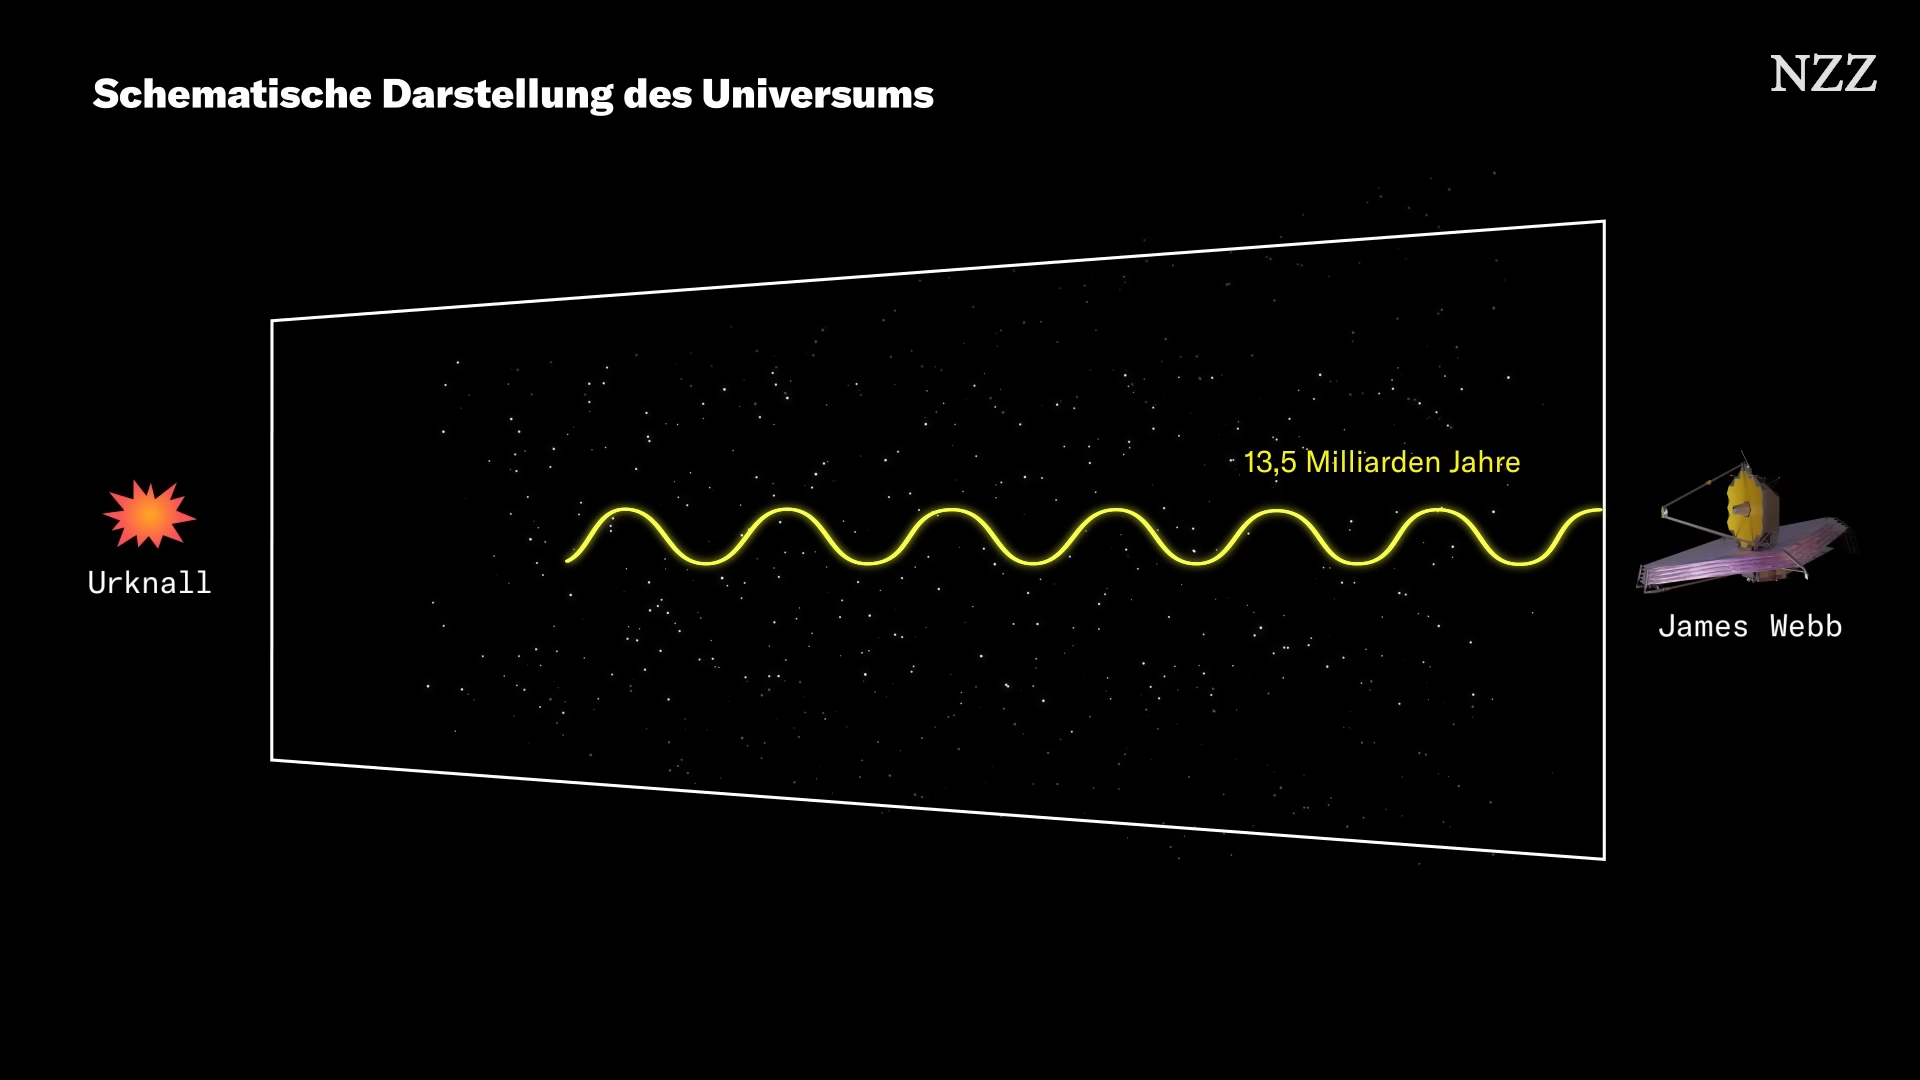 Schematische Darstellung des Universums
NZZ
13,5 Milliarden Jahre
Urknall
James Webb